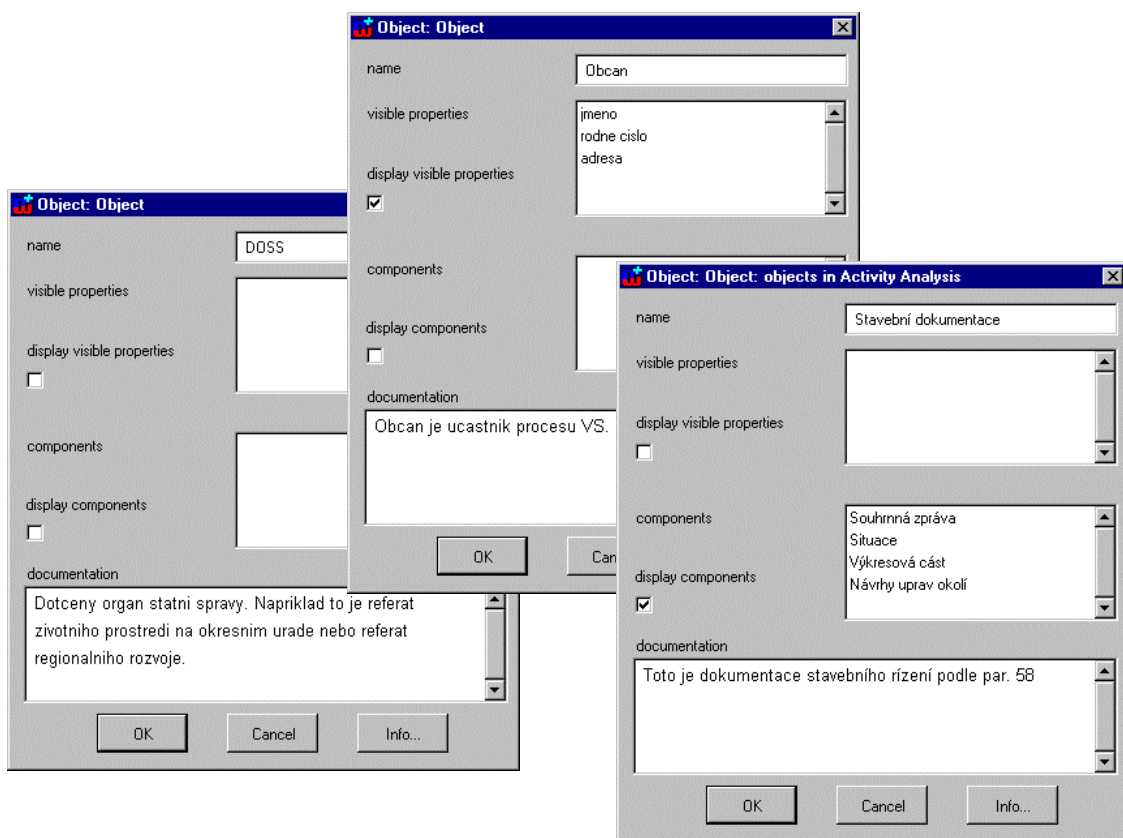 Object: Object
name
Obcan
visible properties
jmeno
rodne cislo
adresa
display visible properties
components
display components
documentation
Obcan je ucastnik procesu VS.
OK
Can
Object: Object
name
DOSS
visible properties
display visible properties
components
display components
documentation
Dotceny organ statni spravy. Napriklad to je referat
zivotniho prostredi na okresnim urade nebo referat
regionalniho rozvoje.
OK
Cancel
Info...
Object: Object: objects in Activity Analysis
name
Stavební dokumentace
visible properties
display visible properties
components
Souhrnná zpráva
Situace
Výkresová cást
Návrhy uprav okolí
display components
documentation
Toto je dokumentace stavebního rízení podle par. 58
OK
Cancel
Info...